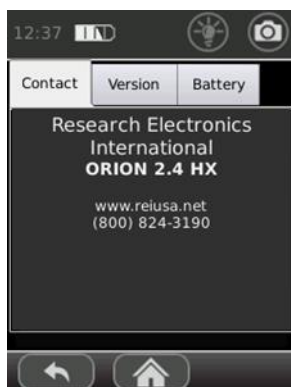 12:37
Contact Version Battery
Research Electronics
International
ORION 2.4 HX
www.reiusa.net
(800) 824-3190